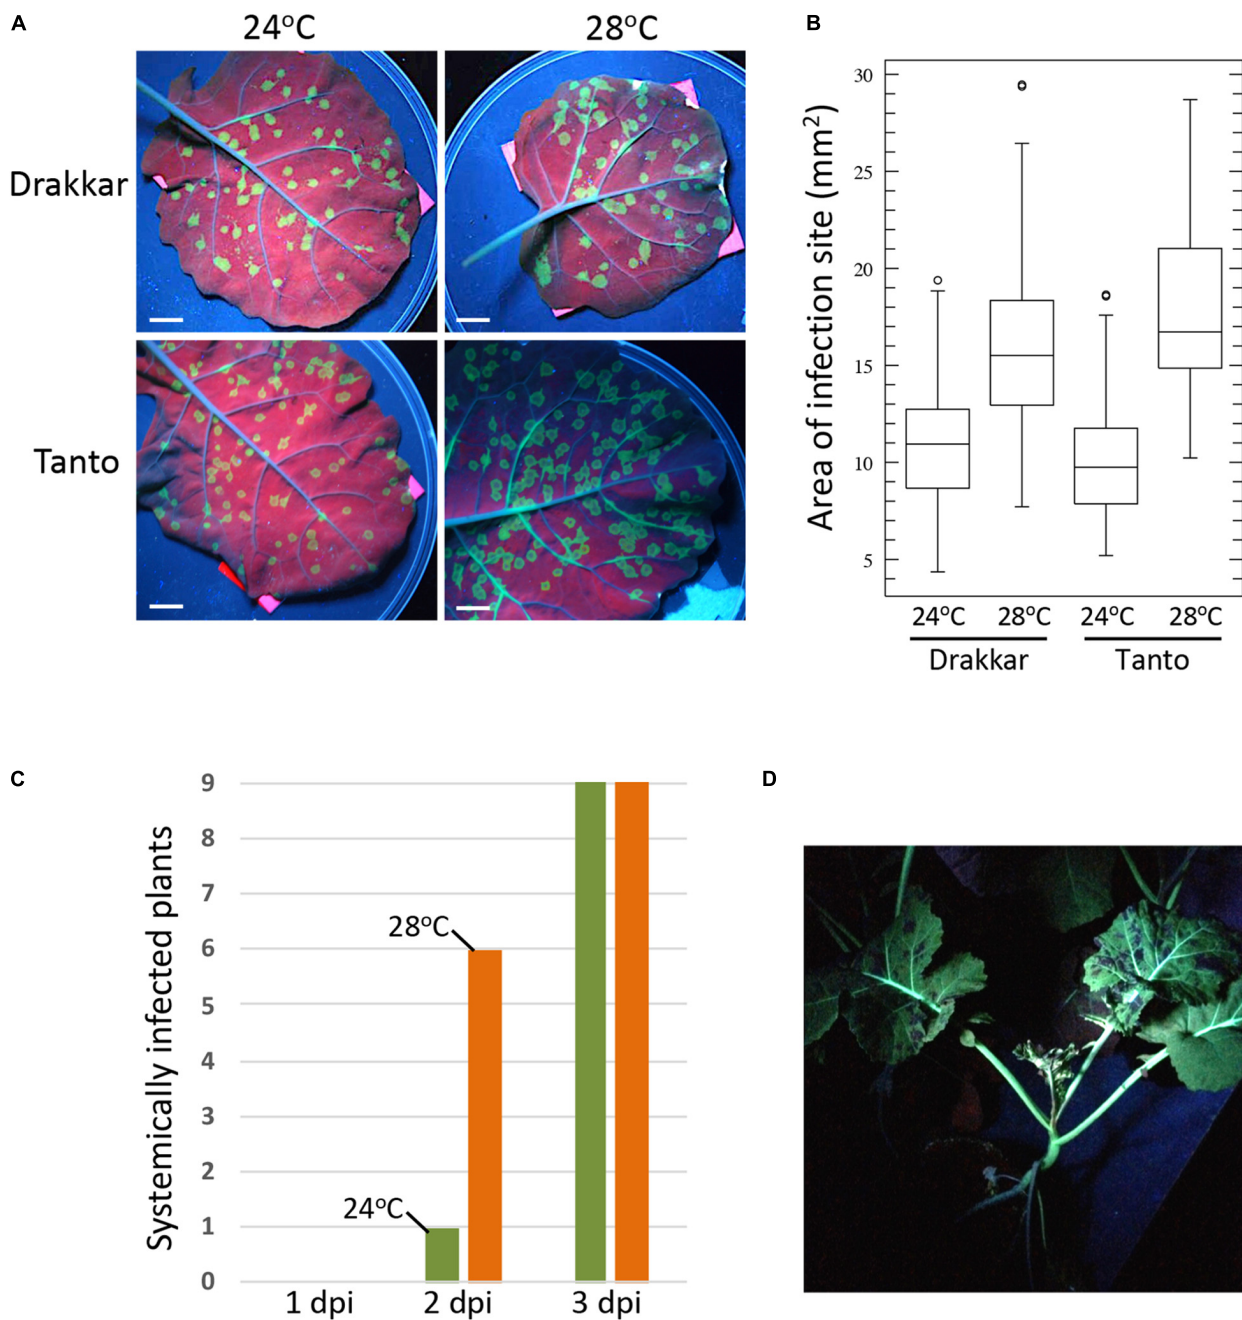 A
24°C
28°C
Drakkar
Tanto
B
Area of infection site (mm²)
30
25
20
15
10
5
24°C 28°C 24°C 28°C
Drakkar Tanto
C
Systemically infected plants
9
8
7
6
5
4
3
2
1
0
28°C
24°C
1 dpi 2 dpi 3 dpi
D